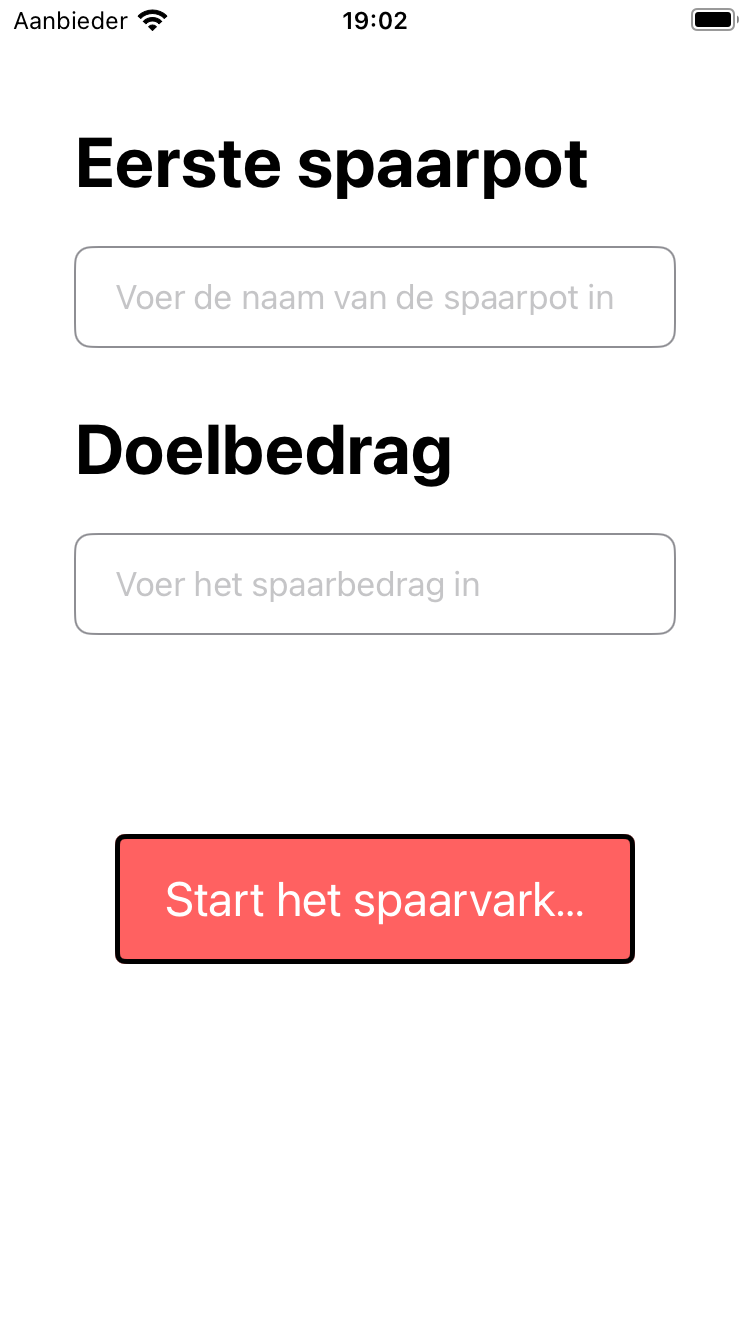 Aanbieder 19:02
Eerste spaarpot
Voer de naam van de spaarpot in
Doelbedrag
Voer het spaarbedrag in
Start het spaarvark...